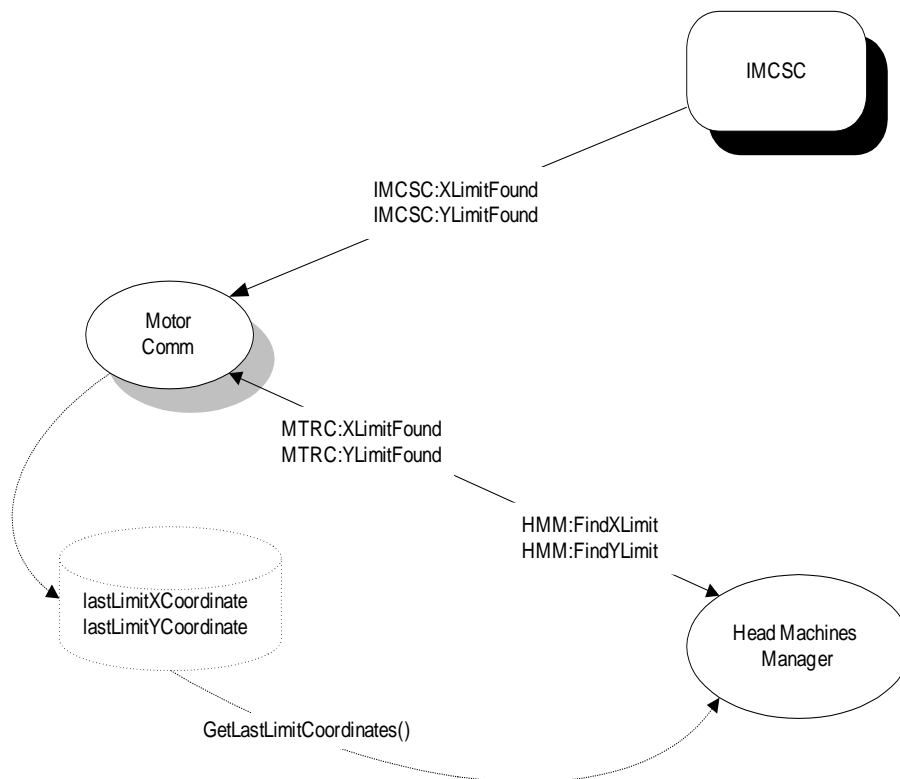 IMCSC
IMCSC:XLimitFound
IMCSC:YLimitFound
Motor
Comm
MTRC:XLimitFound
MTRC:YLimitFound
HMM:FindXLimit
HMM:FindYLimit
lastLimitXCoordinate
lastLimitYCoordinate
Head Machines
Manager
GetLastLimitCoordinates()